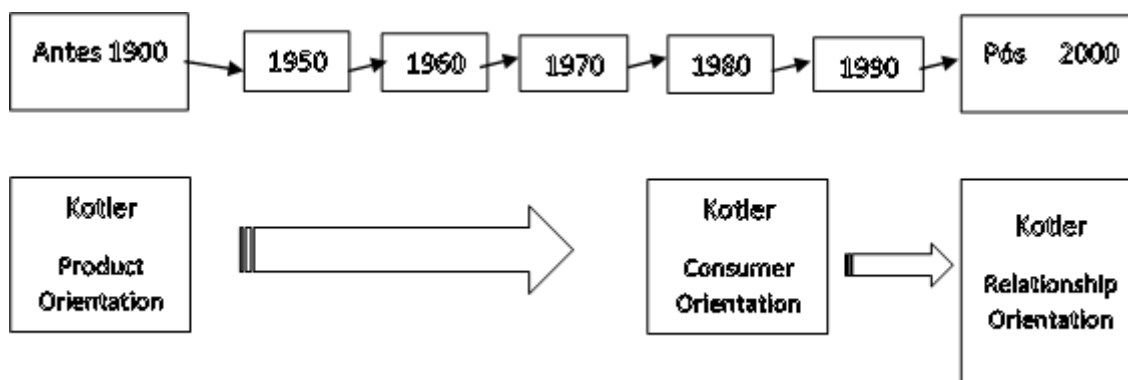 Antes 1900
1950
1960
1970
1980
1990
Pós 2000
Kotler
Product
Orientation
Kotler
Consumer
Orientation
Kotler
Relationship
Orientation